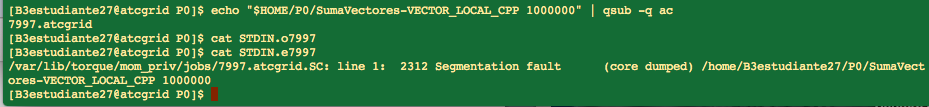 [B3estudiante27@atcgrid P0]$ echo "$HOME/P0/SumaVectores-VECTOR_LOCAL_CPP 1000000" | qsub -q ac
7997.atcgrid
[B3estudiante27@atcgrid P0]$ cat STDIN.o7997
[B3estudiante27@atcgrid P0]$ cat STDIN.e7997
/var/lib/torque/mom_priv/jobs/7997.atcgrid.SC: line 1:  2312 Segmentation fault      (core dumped) /home/B3estudiante27/P0/SumaVect
ores-VECTOR_LOCAL_CPP 1000000
[B3estudiante27@atcgrid P0]$